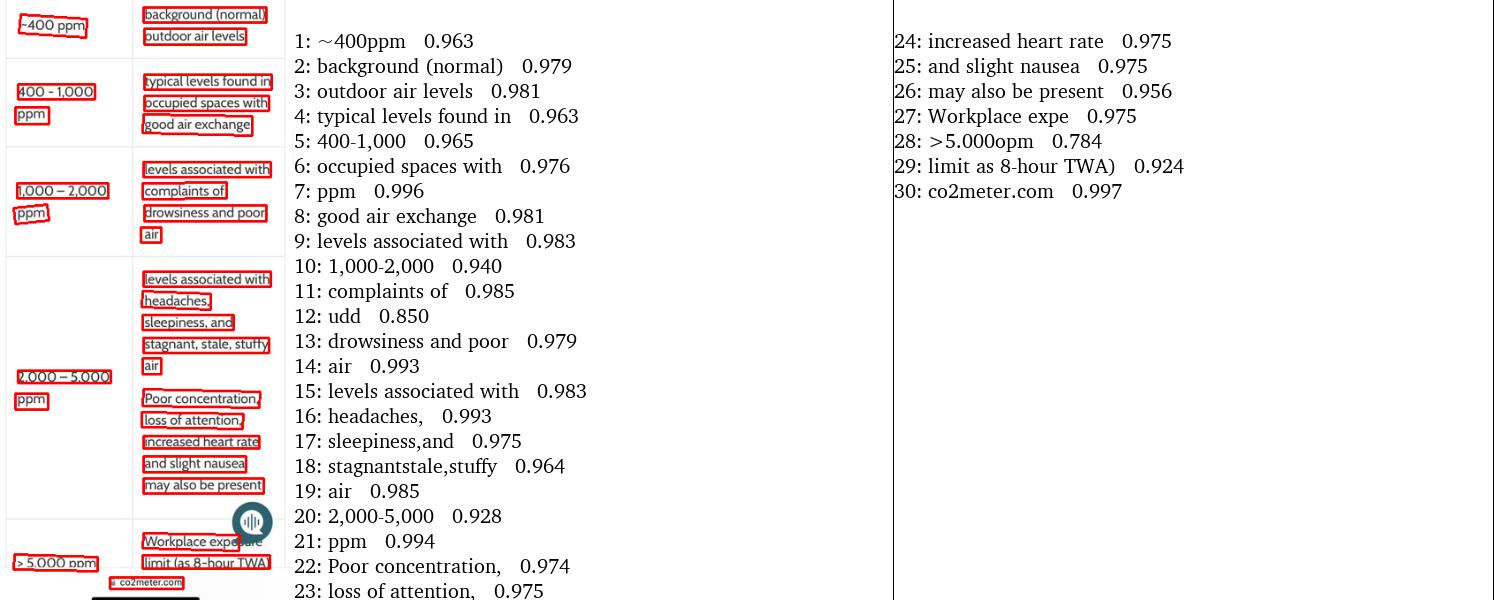 ~400 ppm
background (normal)
outdoor air levels
400 - 1,000
ppm
typical levels found in
occupied spaces with
good air exchange
1,000 – 2,000
ppm
levels associated with
complaints of
drowsiness and poor
air
2,000 – 5,000
ppm
levels associated with
headaches,
sleepiness, and
stagnant, stale, stuffy
air
Poor concentration,
loss of attention,
increased heart rate
and slight nausea
may also be present
> 5,000 ppm
Workplace exposure
limit (as 8-hour TWA)
co2meter.com
1: ~400ppm 0.963
2: background (normal) 0.979
3: outdoor air levels 0.981
4: typical levels found in 0.963
5: 400-1,000 0.965
6: occupied spaces with 0.976
7: ppm 0.996
8: good air exchange 0.981
9: levels associated with 0.983
10: 1,000-2,000 0.940
11: complaints of 0.985
12: udd 0.850
13: drowsiness and poor 0.979
14: air 0.993
15: levels associated with 0.983
16: headaches, 0.993
17: sleepiness,and 0.975
18: stagnantstale,stuffy 0.964
19: air 0.985
20: 2,000-5,000 0.928
21: ppm 0.994
22: Poor concentration, 0.974
23: loss of attention, 0.975
24: increased heart rate 0.975
25: and slight nausea 0.975
26: may also be present 0.956
27: Workplace expe 0.975
28: >5.000opm 0.784
29: limit as 8-hour TWA) 0.924
30: co2meter.com 0.997